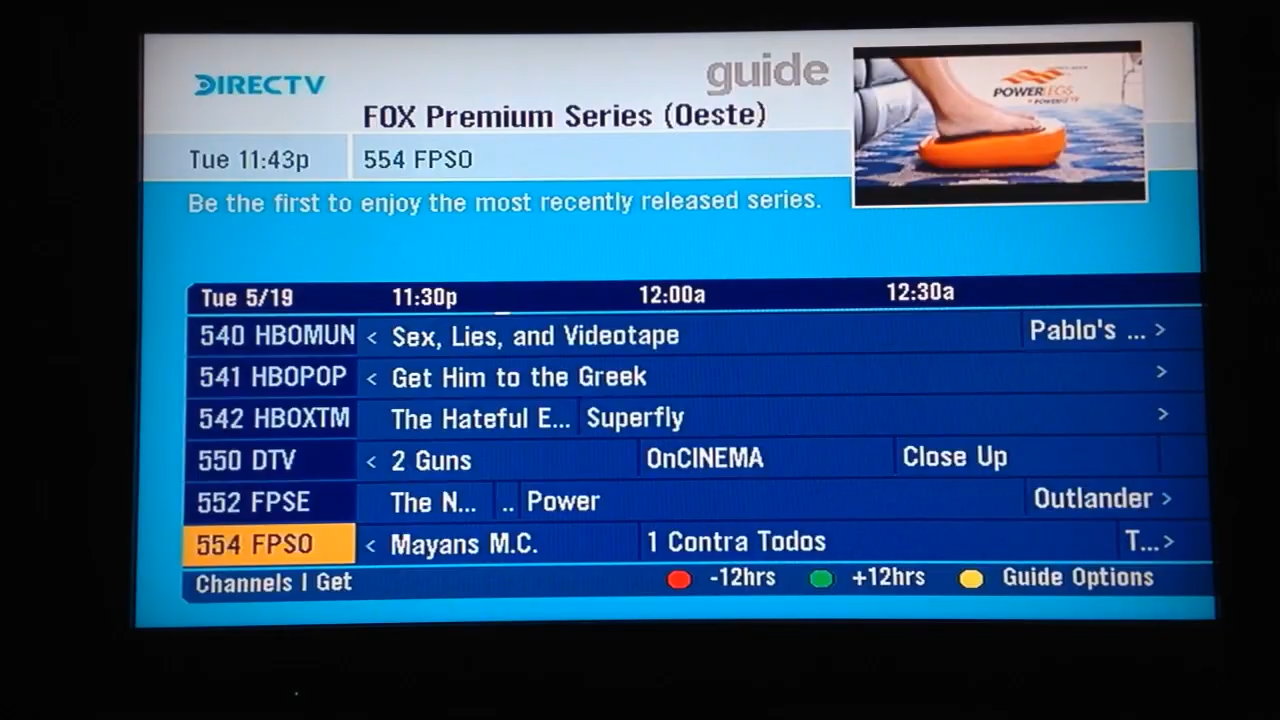 DIRECTV
guide
FOX Premium Series (Oeste)
POWERLEGS
Tue 11:43p 554 FPSO
Be the first to enjoy the most recently released series.
Tue 5/19 11:30p 12:00a 12:30a
540 HBOMUN < Sex, Lies, and Videotape Pablo's ... >
541 HBOPOP < Get Him to the Greek >
542 HBOXTM The Hateful E... Superfly >
550 DTV < 2 Guns OnCINEMA Close Up
552 FPSE The N... .. Power Outlander >
554 FPSO < Mayans M.C. 1 Contra Todos T...>
Channels I Get -12hrs +12hrs Guide Options